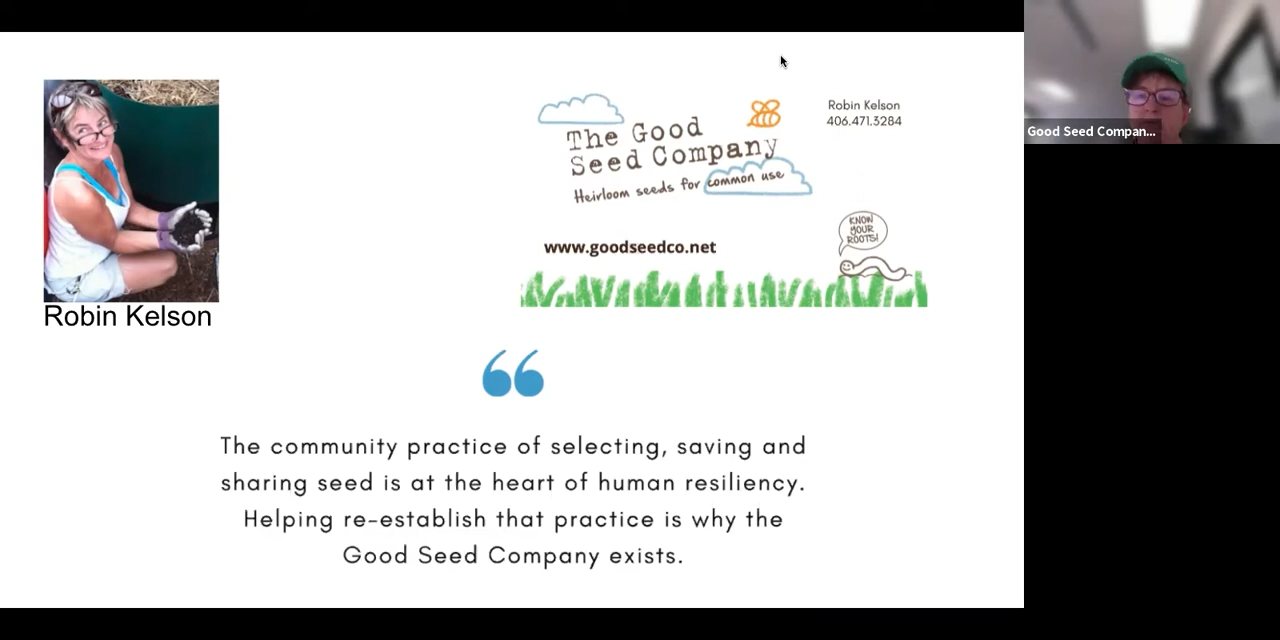 Robin Kelson
The Good
Seed Company
Heirloom seeds for common use
Robin Kelson
406.471.3284
www.goodseedco.net
KNOW
YOUR
ROOTS!
“
The community practice of selecting, saving and
sharing seed is at the heart of human resiliency.
Helping re-establish that practice is why the
Good Seed Company exists.
Good Seed Compan...